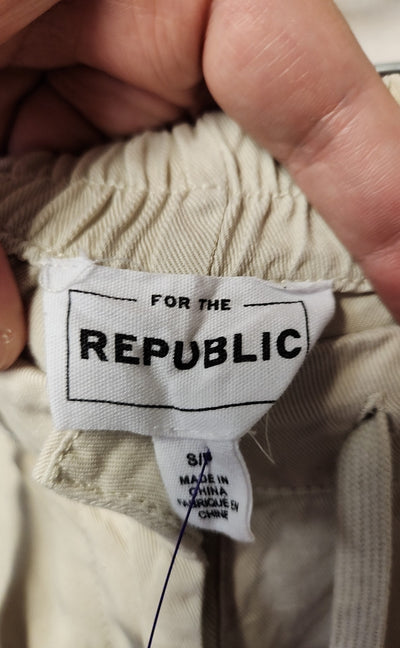 FOR THE
REPUBLIC
S/P
MADE IN
CHINA
FABRIQUÉ EN
CHINE